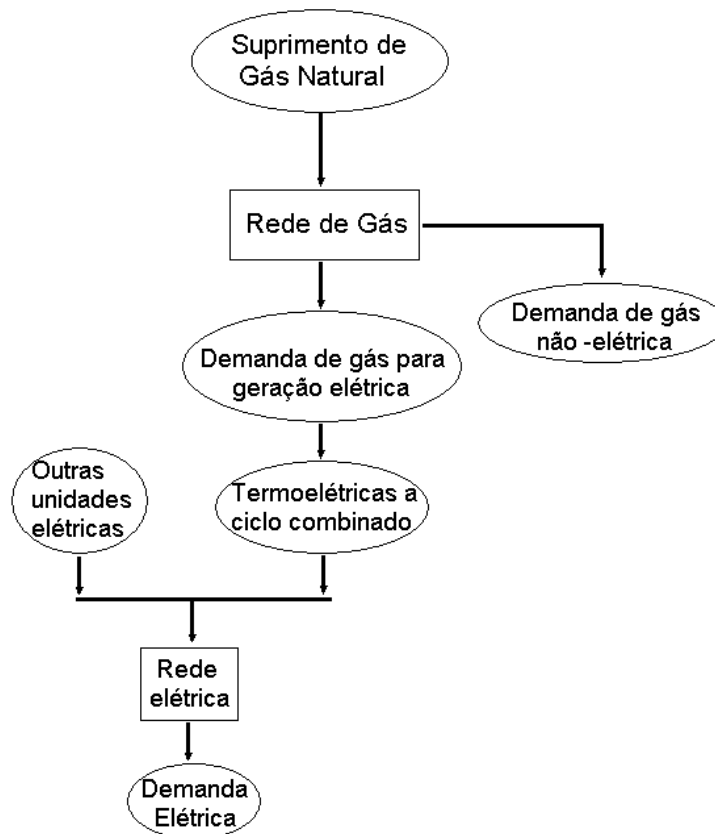 Suprimento de
Gás Natural
Rede de Gás
Demanda de gás
não -elétrica
Demanda de gás para
geração elétrica
Outras
unidades
elétricas
Termoelétricas a
ciclo combinado
Rede
elétrica
Demanda
Elétrica